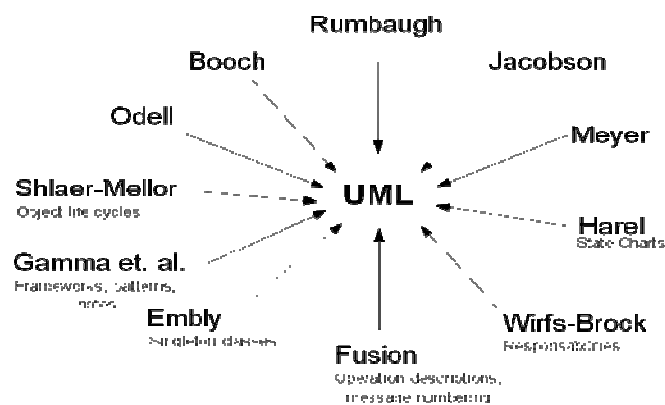 Rumbaugh
Booch
Jacobson
Odell
Meyer
Shlaer-Mellor
Object life cycles
UML
Harel
State Charts
Gamma et. al.
Frameworks, patterns,
notes
Embly
Singleton classes
Wirfs-Brock
Responsabilities
Fusion
Operation descriptions,
message numbering